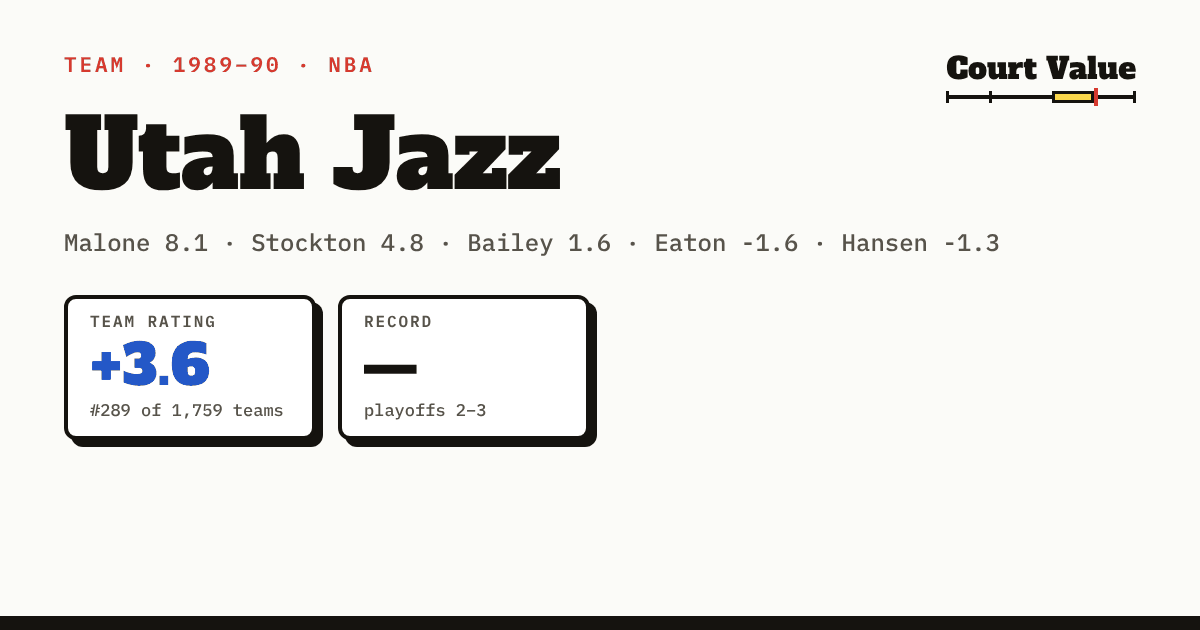 TEAM · 1989–90 · NBA
Court Value
Utah Jazz
Malone 8.1 · Stockton 4.8 · Bailey 1.6 · Eaton -1.6 · Hansen -1.3
TEAM RATING
+3.6
#289 of 1,759 teams
RECORD
—
playoffs 2–3